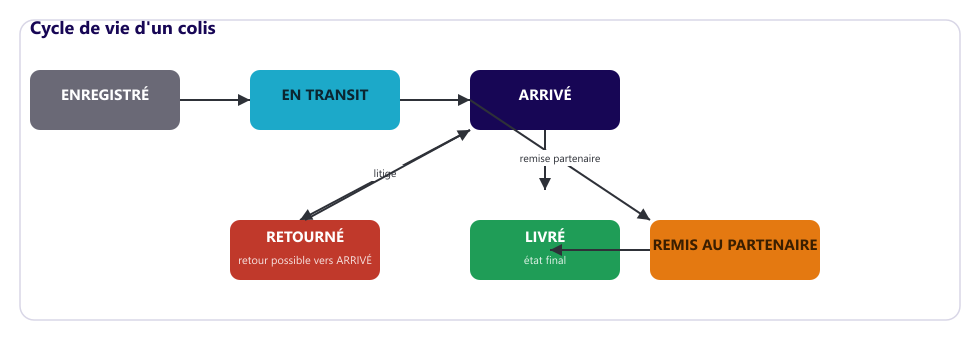 Cycle de vie d'un colis
ENREGISTRÉ
EN TRANSIT
ARRIVÉ
remise partenaire
litige
RETOURNÉ
retour possible vers ARRIVÉ
LIVRÉ
état final
REMIS AU PARTENAIRE